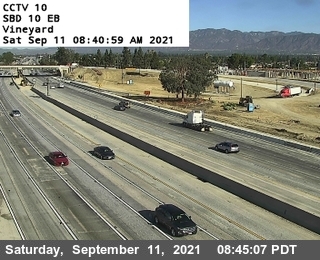 CCTV 10
SBD 10 EB
Vineyard
Sat Sep 11 08:40:59 AM 2021
Saturday, September 11, 2021 08:45:07 PDT